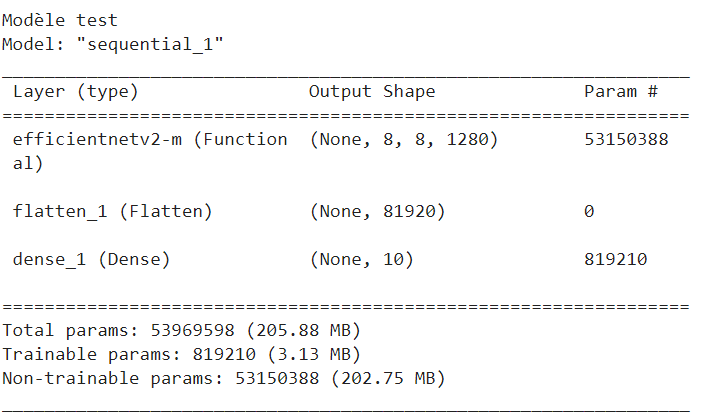 Modèle test
Model: "sequential_1"
_________________________________________________________________
 Layer (type)                Output Shape              Param #
=================================================================
 efficientnetv2-m (Function  (None, 8, 8, 1280)        53150388
 al)
 flatten_1 (Flatten)         (None, 81920)             0
 dense_1 (Dense)             (None, 10)                819210
=================================================================
Total params: 53969598 (205.88 MB)
Trainable params: 819210 (3.13 MB)
Non-trainable params: 53150388 (202.75 MB)
_________________________________________________________________